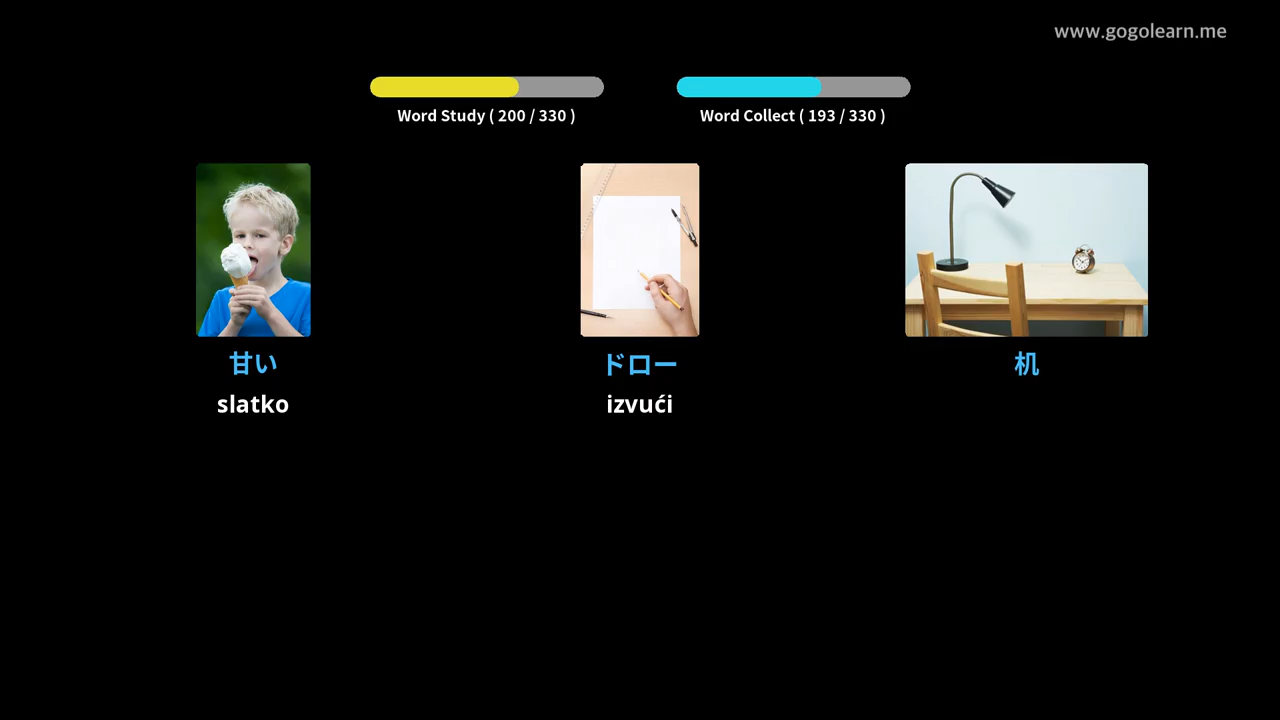 www.gogolearn.me
Word Study ( 200 / 330 )
Word Collect ( 193 / 330 )
甘い
ドロー
机
slatko
izvući